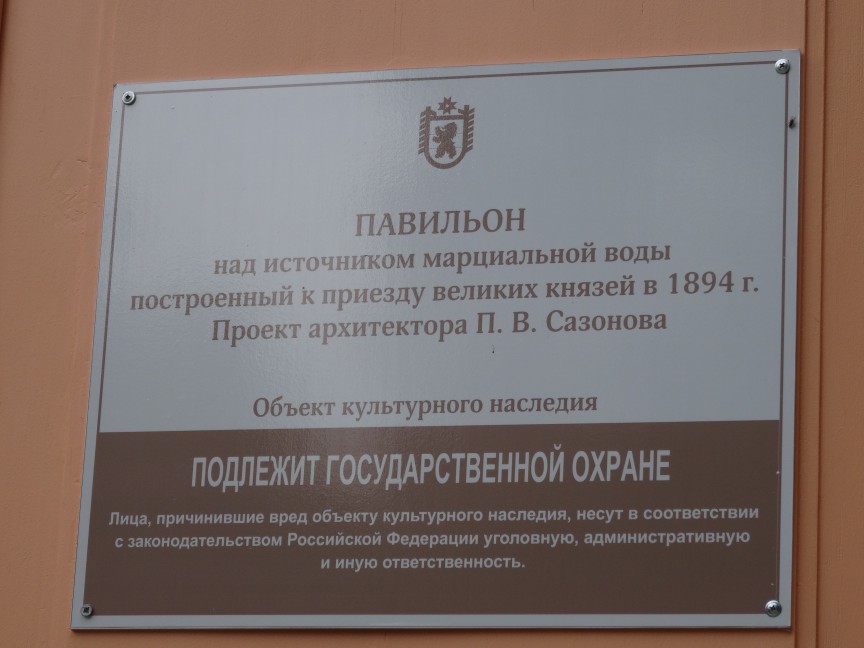 ПАВИЛЬОН
над источником марциальной воды
построенный к приезду великих князей в 1894 г.
Проект архитектора П. В. Сазонова
Объект культурного наследия
ПОДЛЕЖИТ ГОСУДАРСТВЕННОЙ ОХРАНЕ
Лица, причинившие вред объекту культурного наследия, несут в соответствии
с законодательством Российской Федерации уголовную, административную
и иную ответственность.